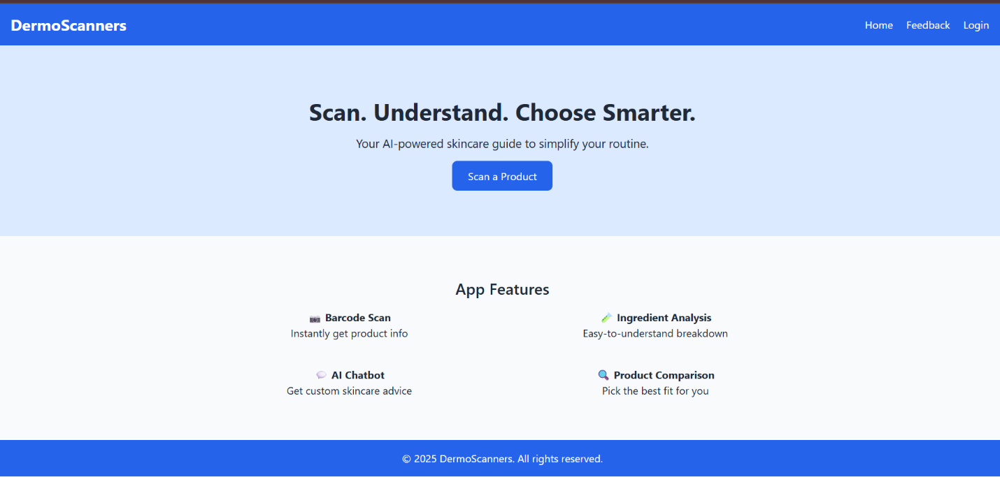 DermoScanners
Home Feedback Login
Scan. Understand. Choose Smarter.
Your AI-powered skincare guide to simplify your routine.
Scan a Product
App Features
📷 Barcode Scan
Instantly get product info
🧪 Ingredient Analysis
Easy-to-understand breakdown
💬 AI Chatbot
Get custom skincare advice
🔍 Product Comparison
Pick the best fit for you
© 2025 DermoScanners. All rights reserved.